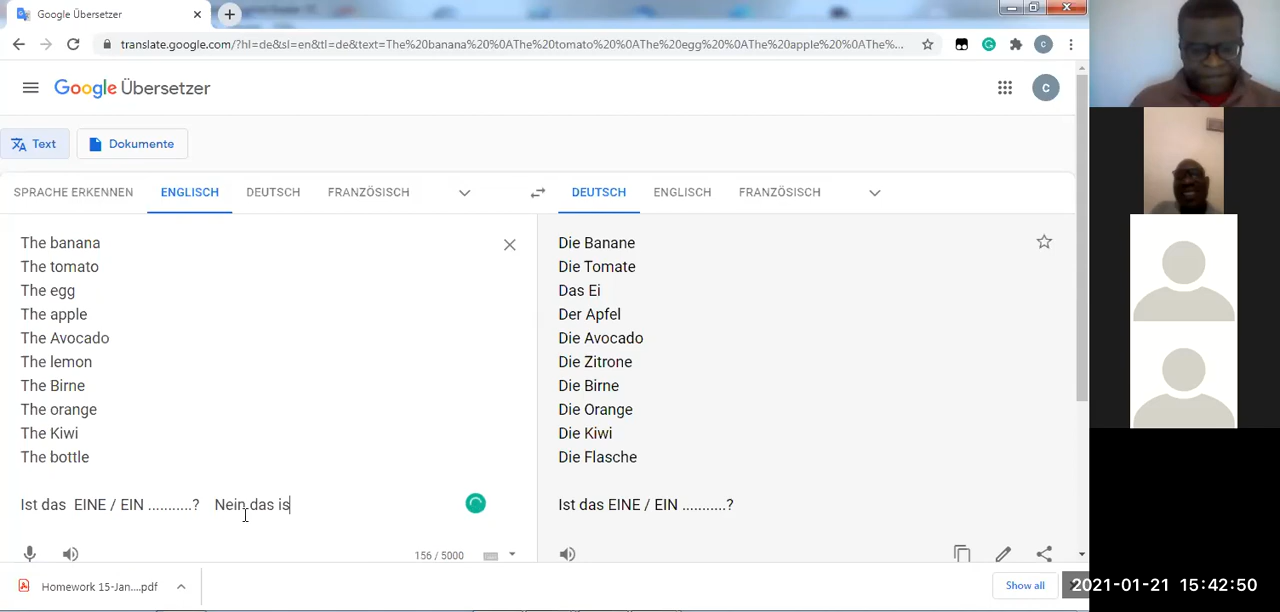 Google Übersetzer
translate.google.com/?hl=de&sl=en&tl=de&text=The%20banana%20%0AThe%20tomato%20%0AThe%20egg%20%0AThe%20apple%20%0AThe%...
C
Google Übersetzer
C
Text
Dokumente
SPRACHE ERKENNEN
ENGLISCH
DEUTSCH
FRANZÖSISCH
DEUTSCH
ENGLISCH
FRANZÖSISCH
The banana
The tomato
The egg
The apple
The Avocado
The lemon
The Birne
The orange
The Kiwi
The bottle
Ist das EINE / EIN ...........? Nein das is
156 / 5000
Die Banane
Die Tomate
Das Ei
Der Apfel
Die Avocado
Die Zitrone
Die Birne
Die Orange
Die Kiwi
Die Flasche
Ist das EINE / EIN ...........?
Homework 15-Jan....pdf
Show all
2021-01-21 15:42:50